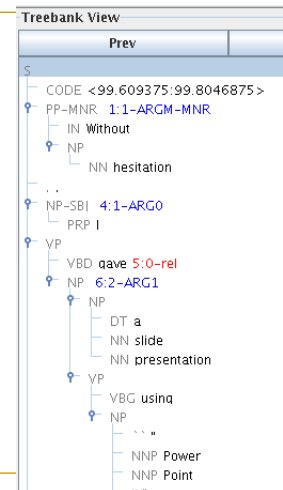 Treebank View
Prev
S
CODE <99.609375:99.8046875>
PP-MNR 1:1-ARGM-MNR
IN Without
NP
NN hesitation
, ,
NP-SBJ 4:1-ARG0
PRP I
VP
VBD gave 5:0-rel
NP 6:2-ARG1
NP
DT a
NN slide
NN presentation
VP
VBG using
NP
`` "
NNP Power
NNP Point